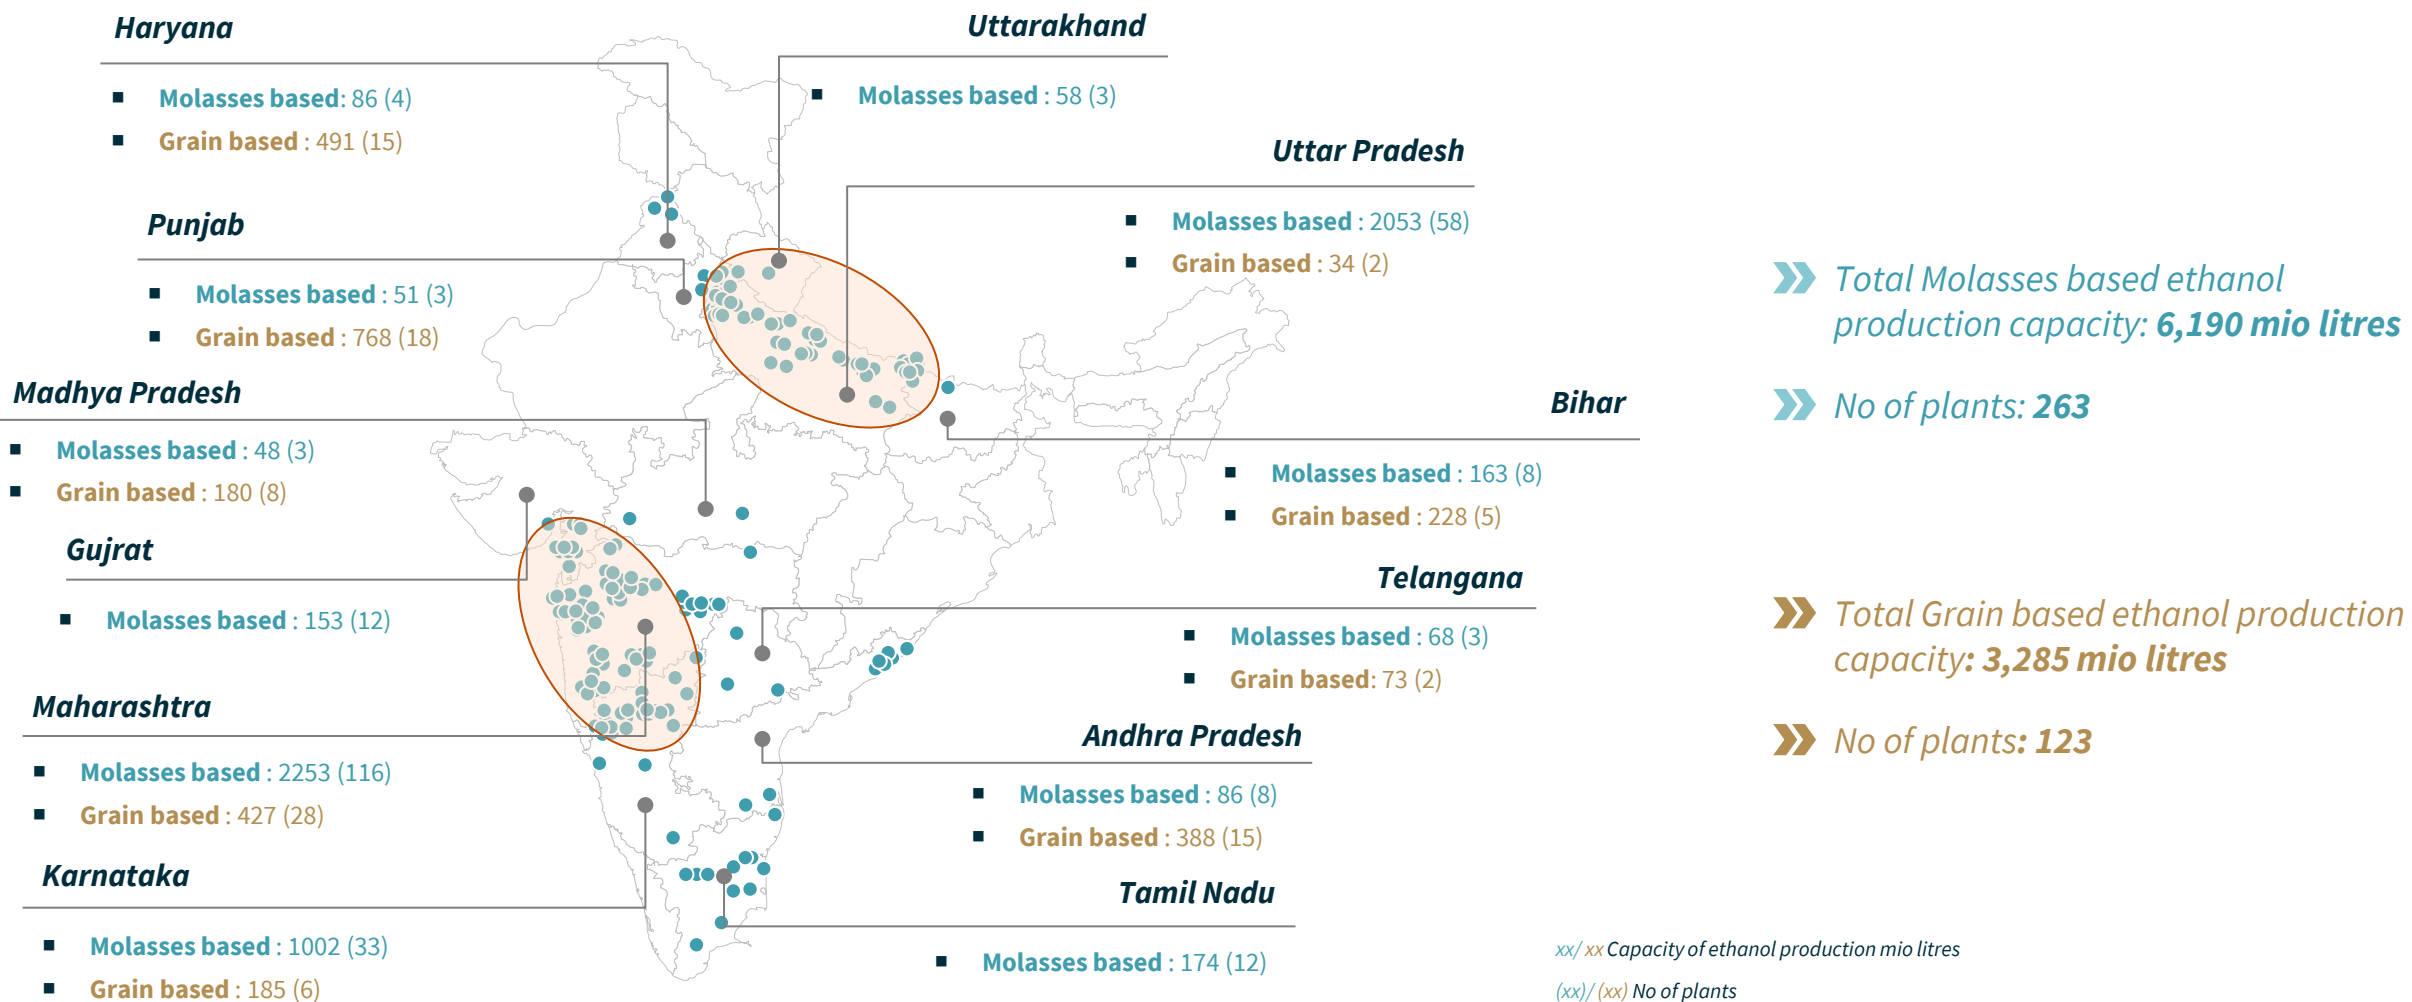 Haryana
Molasses based: 86 (4)
Grain based : 491 (15)
Punjab
Molasses based : 51 (3)
Grain based : 768 (18)
Madhya Pradesh
Molasses based : 48 (3)
Grain based : 180 (8)
Gujrat
Molasses based : 153 (12)
Maharashtra
Molasses based : 2253 (116)
Grain based : 427 (28)
Karnataka
Molasses based : 1002 (33)
Grain based : 185 (6)
Uttarakhand
Molasses based : 58 (3)
Uttar Pradesh
Molasses based : 2053 (58)
Grain based : 34 (2)
Bihar
Molasses based : 163 (8)
Grain based : 228 (5)
Telangana
Molasses based : 68 (3)
Grain based: 73 (2)
Andhra Pradesh
Molasses based : 86 (8)
Grain based : 388 (15)
Tamil Nadu
Molasses based : 174 (12)
Total Molasses based ethanol
production capacity: 6,190 mio litres
No of plants: 263
Total Grain based ethanol production
capacity: 3,285 mio litres
No of plants: 123
xx/ xx Capacity of ethanol production mio litres
(xx)/ (xx) No of plants